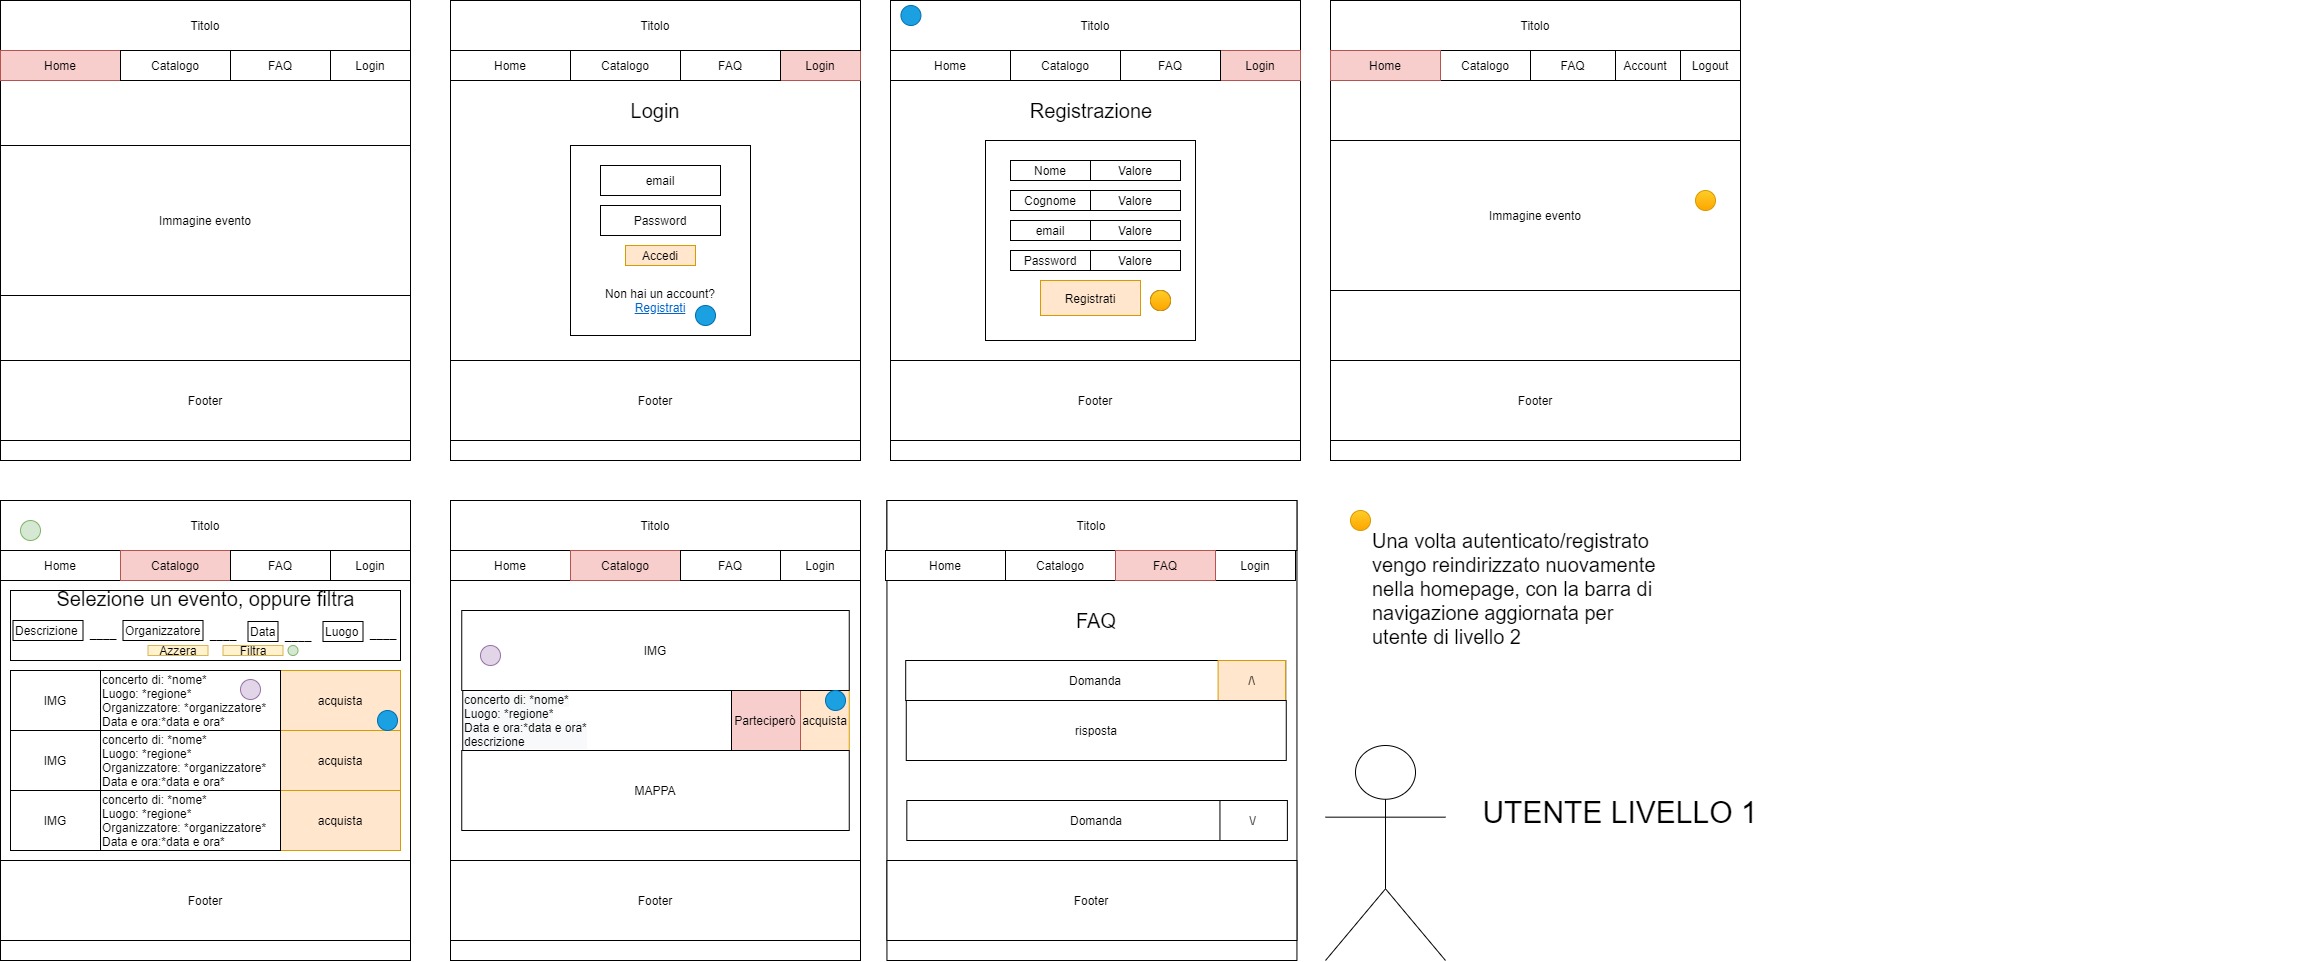 Titolo
Home
Catalogo
FAQ
Login
Immagine evento
Footer
Titolo
Home
Catalogo
FAQ
Login
Login
email
Password
Accedi
Non hai un account?
Registrati
Footer
Titolo
Home
Catalogo
FAQ
Login
Registrazione
Nome
Valore
Cognome
Valore
email
Valore
Password
Valore
Registrati
Footer
Titolo
Home
Catalogo
FAQ
Account
Logout
Immagine evento
Footer
Titolo
Home
Catalogo
FAQ
Login
Selezione un evento, oppure filtra
Descrizione ____ Organizzatore ____ Data ____ Luogo ____
Azzera
Filtra
IMG
concerto di: *nome*
Luogo: *regione*
Organizzatore: *organizzatore*
Data e ora:*data e ora*
acquista
IMG
concerto di: *nome*
Luogo: *regione*
Organizzatore: *organizzatore*
Data e ora:*data e ora*
acquista
IMG
concerto di: *nome*
Luogo: *regione*
Organizzatore: *organizzatore*
Data e ora:*data e ora*
acquista
Footer
Titolo
Home
Catalogo
FAQ
Login
IMG
concerto di: *nome*
Luogo: *regione*
Data e ora:*data e ora*
descrizione
Parteciperò
acquista
MAPPA
Footer
Titolo
Home
Catalogo
FAQ
Login
FAQ
Domanda
/\
risposta
Domanda
\/
Footer
Una volta autenticato/registrato
vengo reindirizzato nuovamente
nella homepage, con la barra di
navigazione aggiornata per
utente di livello 2
UTENTE LIVELLO 1